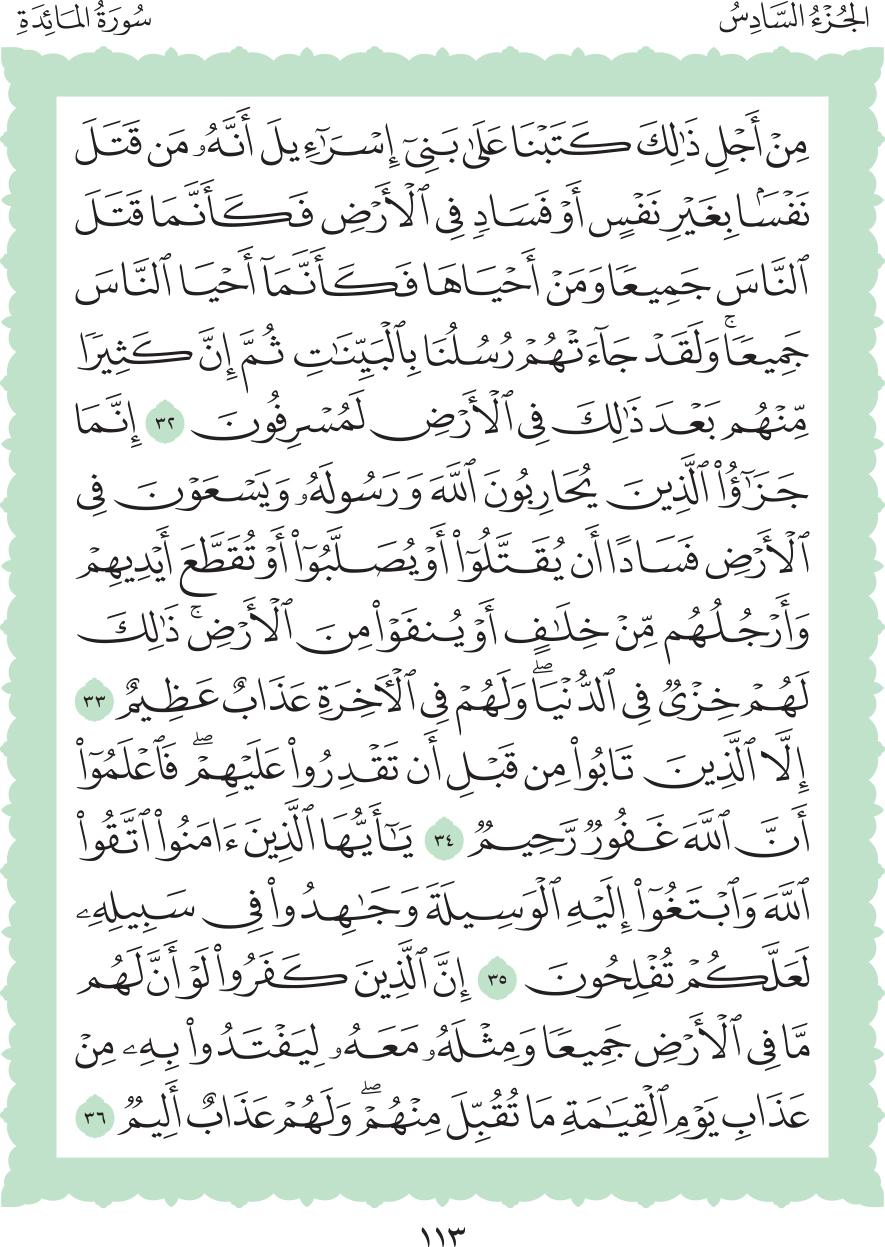 الجُزْءُ السَّادِسُ
سُورَةُ المَائِدَةِ
مِنۡ أَجۡلِ ذَٰلِكَ كَتَبۡنَا عَلَىٰ بَنِيٓ إِسۡرَٰٓءِيلَ أَنَّهُۥ مَن قَتَلَ
نَفۡسَۢا بِغَيۡرِ نَفۡسٍ أَوۡ فَسَادٖ فِي ٱلۡأَرۡضِ فَكَأَنَّمَا قَتَلَ
ٱلنَّاسَ جَمِيعٗا وَمَنۡ أَحۡيَاهَا فَكَأَنَّمَآ أَحۡيَا ٱلنَّاسَ
جَمِيعٗاۚ وَلَقَدۡ جَآءَتۡهُمۡ رُسُلُنَا بِٱلۡبَيِّنَٰتِ ثُمَّ إِنَّ كَثِيرٗا
مِّنۡهُم بَعۡدَ ذَٰلِكَ فِي ٱلۡأَرۡضِ لَمُسۡرِفُونَ ٣٢ إِنَّمَا
جَزَٰٓؤُاْ ٱلَّذِينَ يُحَارِبُونَ ٱللَّهَ وَرَسُولَهُۥ وَيَسۡعَوۡنَ فِي
ٱلۡأَرۡضِ فَسَادًا أَن يُقَتَّلُوٓاْ أَوۡ يُصَلَّبُوٓاْ أَوۡ تُقَطَّعَ أَيۡدِيهِمۡ
وَأَرۡجُلُهُم مِّنۡ خِلَٰفٍ أَوۡ يُنفَوۡاْ مِنَ ٱلۡأَرۡضِۚ ذَٰلِكَ
لَهُمۡ خِزۡيٞ فِي ٱلدُّنۡيَاۖ وَلَهُمۡ فِي ٱلۡأٓخِرَةِ عَذَابٌ عَظِيمٌ ٣٣
إِلَّا ٱلَّذِينَ تَابُواْ مِن قَبۡلِ أَن تَقۡدِرُواْ عَلَيۡهِمۡۖ فَٱعۡلَمُوٓاْ
أَنَّ ٱللَّهَ غَفُورٞ رَّحِيمٞ ٣٤ يَٰٓأَيُّهَا ٱلَّذِينَ ءَامَنُواْ ٱتَّقُواْ
ٱللَّهَ وَٱبۡتَغُوٓاْ إِلَيۡهِ ٱلۡوَسِيلَةَ وَجَٰهِدُواْ فِي سَبِيلِهِۦ
لَعَلَّكُمۡ تُفۡلِحُونَ ٣٥ إِنَّ ٱلَّذِينَ كَفَرُواْ لَوۡ أَنَّ لَهُم
مَّا فِي ٱلۡأَرۡضِ جَمِيعٗا وَمِثۡلَهُۥ مَعَهُۥ لِيَفۡتَدُواْ بِهِۦ مِنۡ
عَذَابِ يَوۡمِ ٱلۡقِيَٰمَةِ مَا تُقُبِّلَ مِنۡهُمۡۖ وَلَهُمۡ عَذَابٌ أَلِيمٞ ٣٦
١١٣